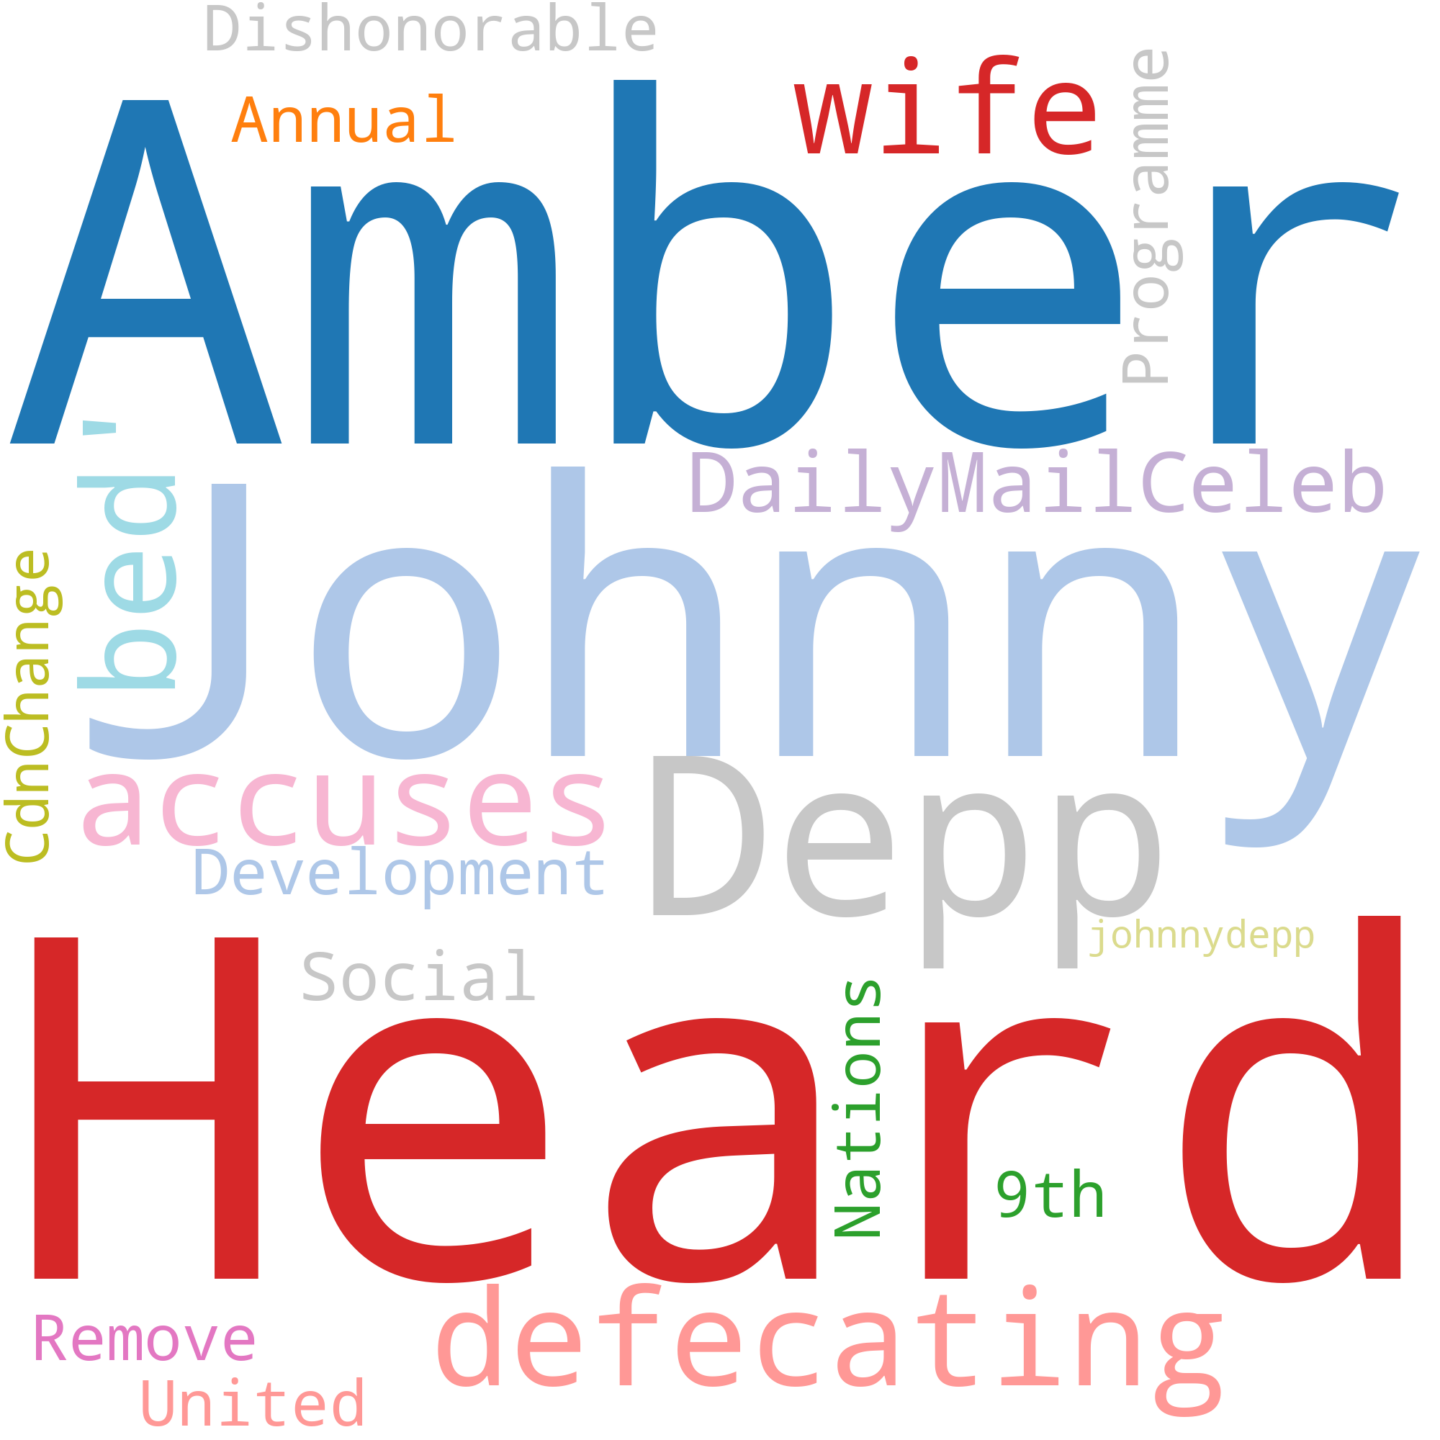 Dishonorable
Annual
wife
Programme
Amber
DailyMailCeleb
bed'
CdnChange
Johnny
accuses
Depp
Development
johnnydepp
Social
Nations
Heard
9th
defecating
Remove
United